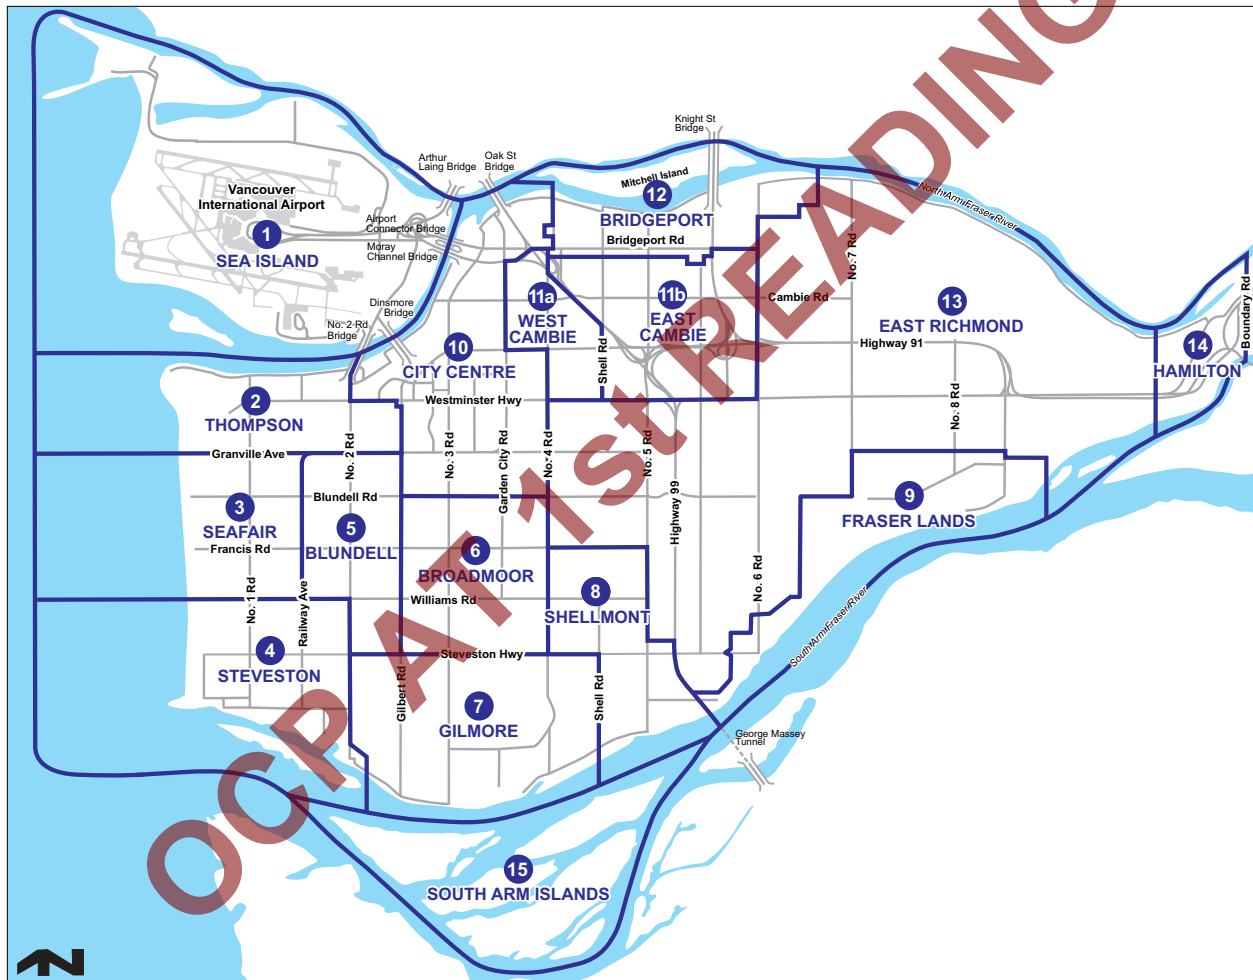 Knight St
Bridge
Arthur
Laing Bridge
Oak St
Bridge
Mitchell Island
12
BRIDGEPORT
Bridgeport Rd
North Arm Fraser River
Vancouver
International Airport
1
SEA ISLAND
Airport
Connector Bridge
Moray
Channel Bridge
Dinsmore
Bridge
No. 2 Rd
Bridge
No. 7 Rd
Boundary Rd
11a
WEST
CAMBIE
11b
EAST
CAMBIE
Cambie Rd
13
EAST RICHMOND
Highway 91
14
HAMILTON
10
CITY CENTRE
Shell Rd
Westminster Hwy
2
THOMPSON
Granville Ave
No. 2 Rd
No. 3 Rd
Garden City Rd
No. 4 Rd
No. 5 Rd
No. 8 Rd
Blundell Rd
3
SEAFAIR
Francis Rd
5
BLUNDELL
6
BROADMOOR
Highway 99
9
FRASER LANDS
No. 1 Rd
Railway Ave
Williams Rd
8
SHELLMONT
No. 6 Rd
South Arm Fraser River
4
STEVESTON
Steveston Hwy
Gilbert Rd
7
GILMORE
Shell Rd
George Massey
Tunnel
15
SOUTH ARM ISLANDS
N
OCP AT 1st READING